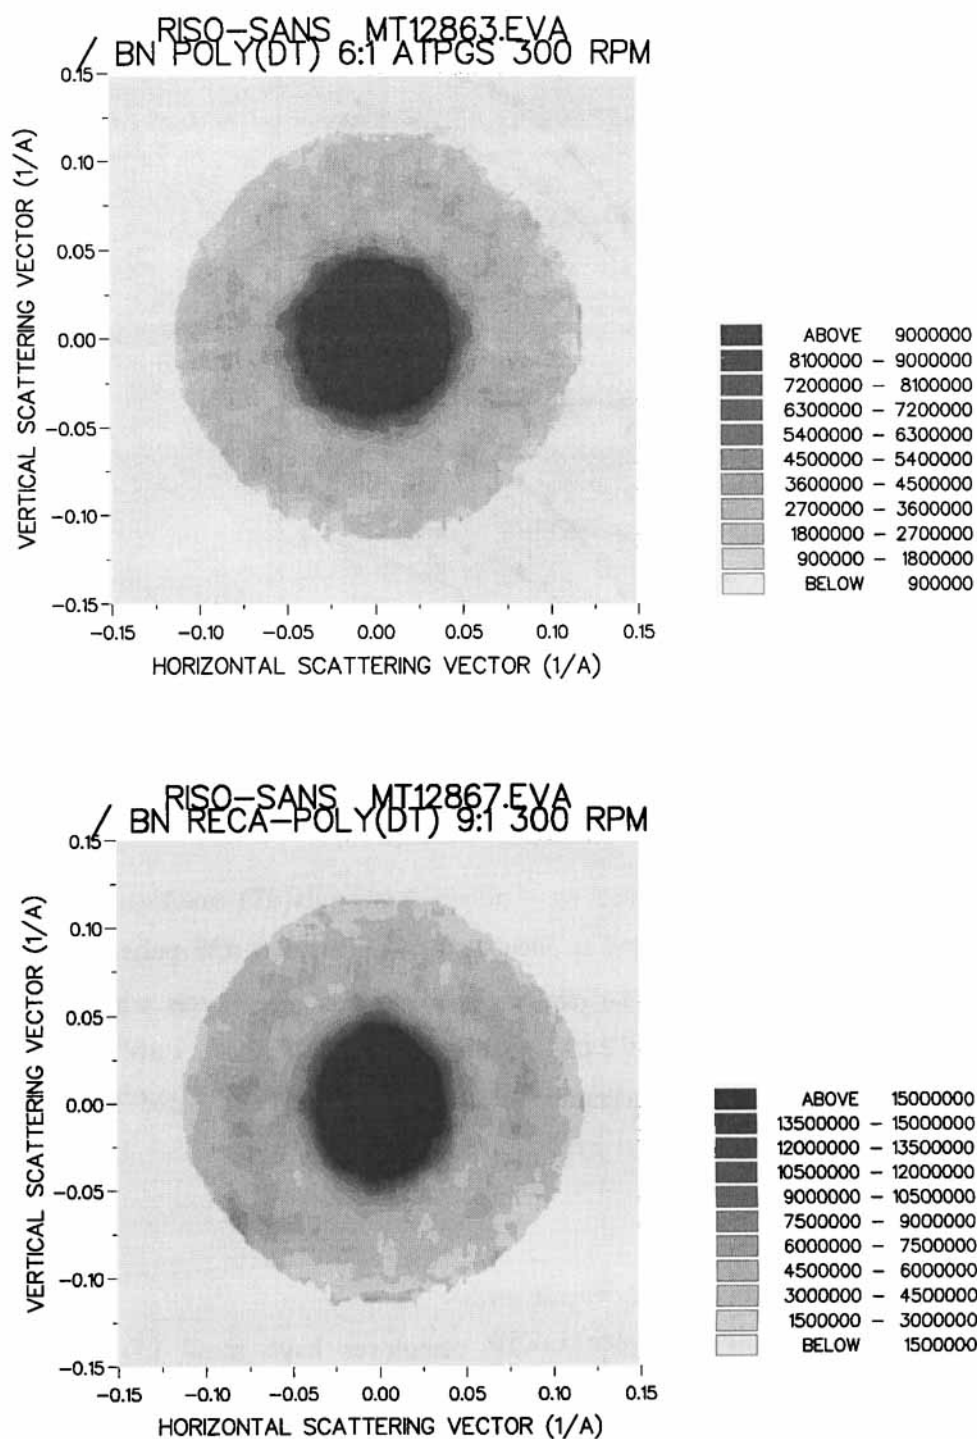 RISO-SANS MT12863.EVA
/ BN POLY(DT) 6:1 ATPGS 300 RPM
VERTICAL SCATTERING VECTOR (1/A)
0.15
0.10
0.05
0.00
-0.05
-0.10
-0.15
-0.15 -0.10 -0.05 0.00 0.05 0.10 0.15
HORIZONTAL SCATTERING VECTOR (1/A)
ABOVE 9000000
8100000 - 9000000
7200000 - 8100000
6300000 - 7200000
5400000 - 6300000
4500000 - 5400000
3600000 - 4500000
2700000 - 3600000
1800000 - 2700000
900000 - 1800000
BELOW 900000
RISO-SANS MT12867.EVA
/ BN RECA-POLY(DT) 9:1 300 RPM
VERTICAL SCATTERING VECTOR (1/A)
0.15
0.10
0.05
0.00
-0.05
-0.10
-0.15
-0.15 -0.10 -0.05 0.00 0.05 0.10 0.15
HORIZONTAL SCATTERING VECTOR (1/A)
ABOVE 15000000
13500000 - 15000000
12000000 - 13500000
10500000 - 12000000
9000000 - 10500000
7500000 - 9000000
6000000 - 7500000
4500000 - 6000000
3000000 - 4500000
1500000 - 3000000
BELOW 1500000